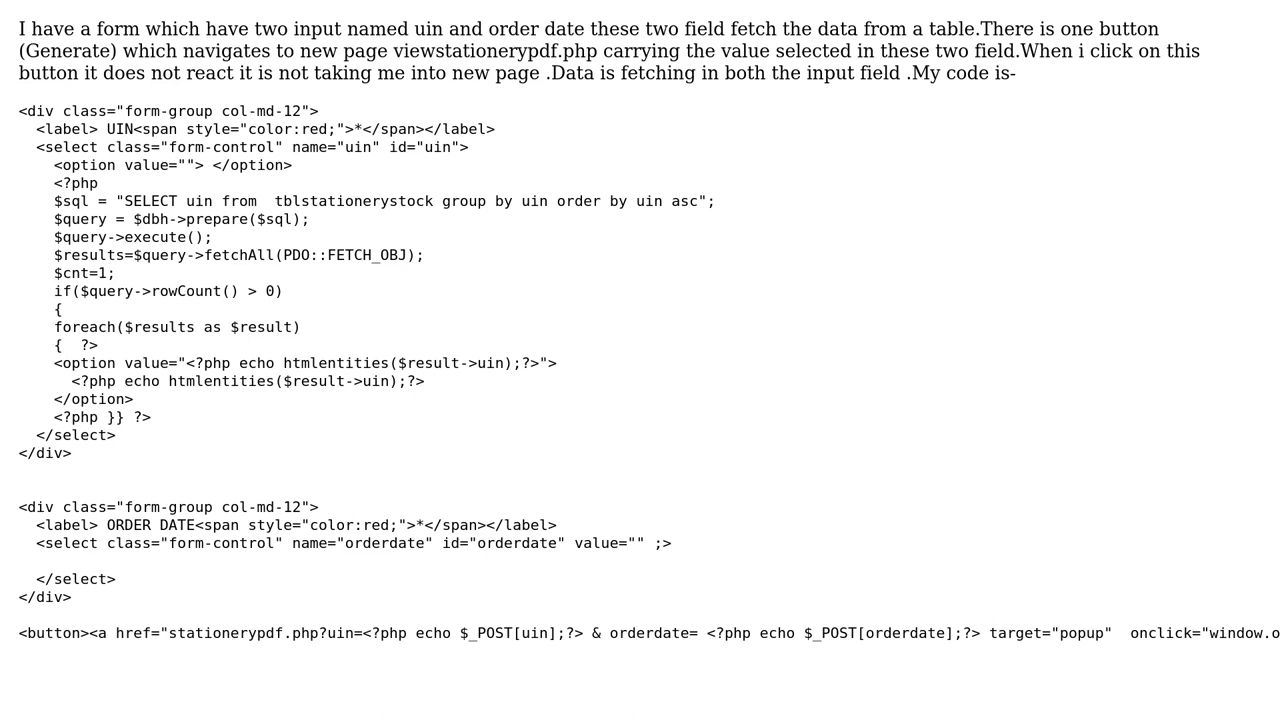 I have a form which have two input named uin and order date these two field fetch the data from a table.There is one button
(Generate) which navigates to new page viewstationerypdf.php carrying the value selected in these two field.When i click on this
button it does not react it is not taking me into new page .Data is fetching in both the input field .My code is-
<div class="form-group col-md-12">
  <label> UIN<span style="color:red;">*</span></label>
  <select class="form-control" name="uin" id="uin">
    <option value=""> </option>
    <?php
    $sql = "SELECT uin from  tblstationerystock group by uin order by uin asc";
    $query = $dbh->prepare($sql);
    $query->execute();
    $results=$query->fetchAll(PDO::FETCH_OBJ);
    $cnt=1;
    if($query->rowCount() > 0)
    {
    foreach($results as $result)
    {  ?>
    <option value="<?php echo htmlentities($result->uin);?>">
      <?php echo htmlentities($result->uin);?>
    </option>
    <?php }} ?>
  </select>
</div>
<div class="form-group col-md-12">
  <label> ORDER DATE<span style="color:red;">*</span></label>
  <select class="form-control" name="orderdate" id="orderdate" value="" ;>
  </select>
</div>
<button><a href="stationerypdf.php?uin=<?php echo $_POST[uin];?> & orderdate= <?php echo $_POST[orderdate];?> target="popup"  onclick="window.o